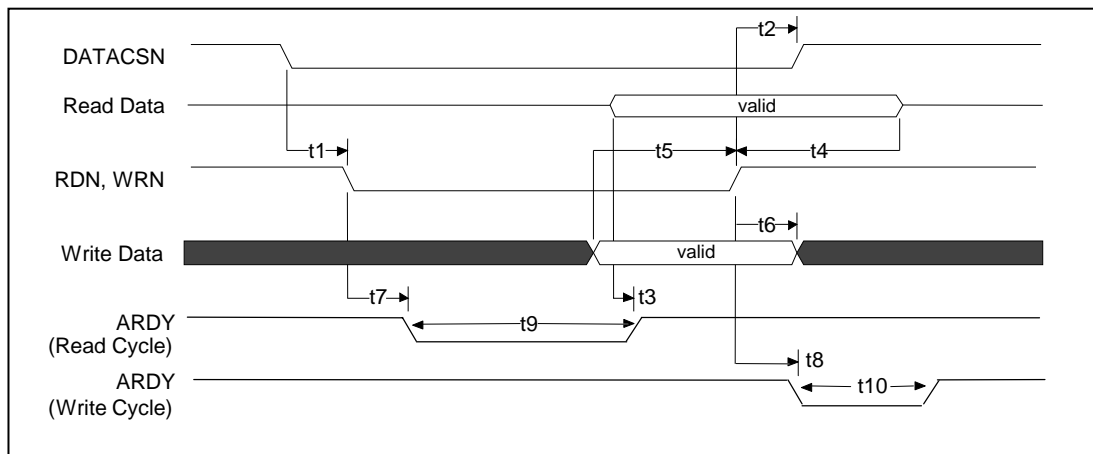 t2
DATACSN
Read Data
valid
t1
t5
t4
RDN, WRN
t6
Write Data
valid
t7
t3
ARDY
t9
(Read Cycle)
t8
ARDY
t10
(Write Cycle)